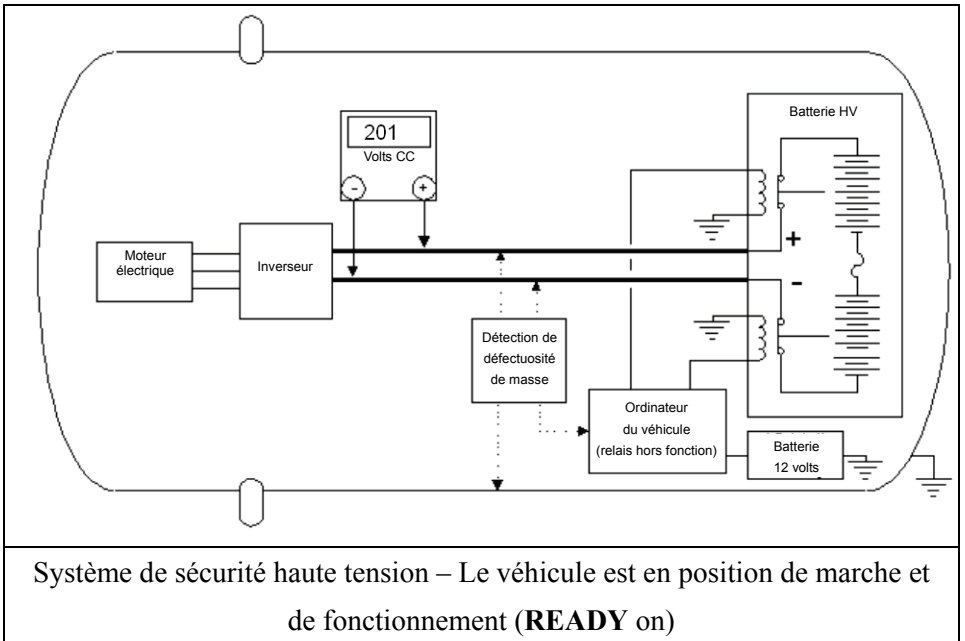 Batterie HV
201
Volts CC
-
+
Moteur
électrique
Inverseur
+
-
Détection de
défectuosité
de masse
Ordinateur
du véhicule
(relais hors fonction)
Batterie
12 volts
Système de sécurité haute tension – Le véhicule est en position de marche et
de fonctionnement (READY on)